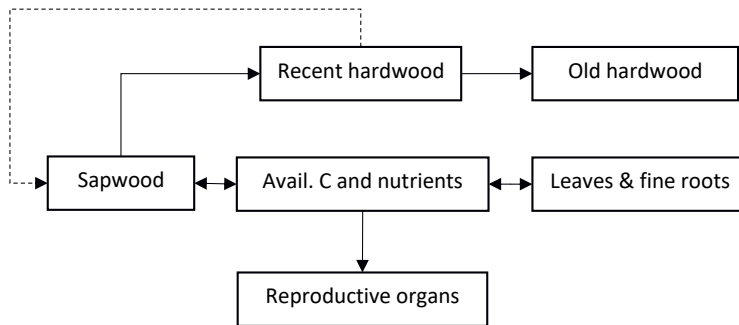 Recent hardwood
Old hardwood
Sapwood
Avail. C and nutrients
Leaves & fine roots
Reproductive organs